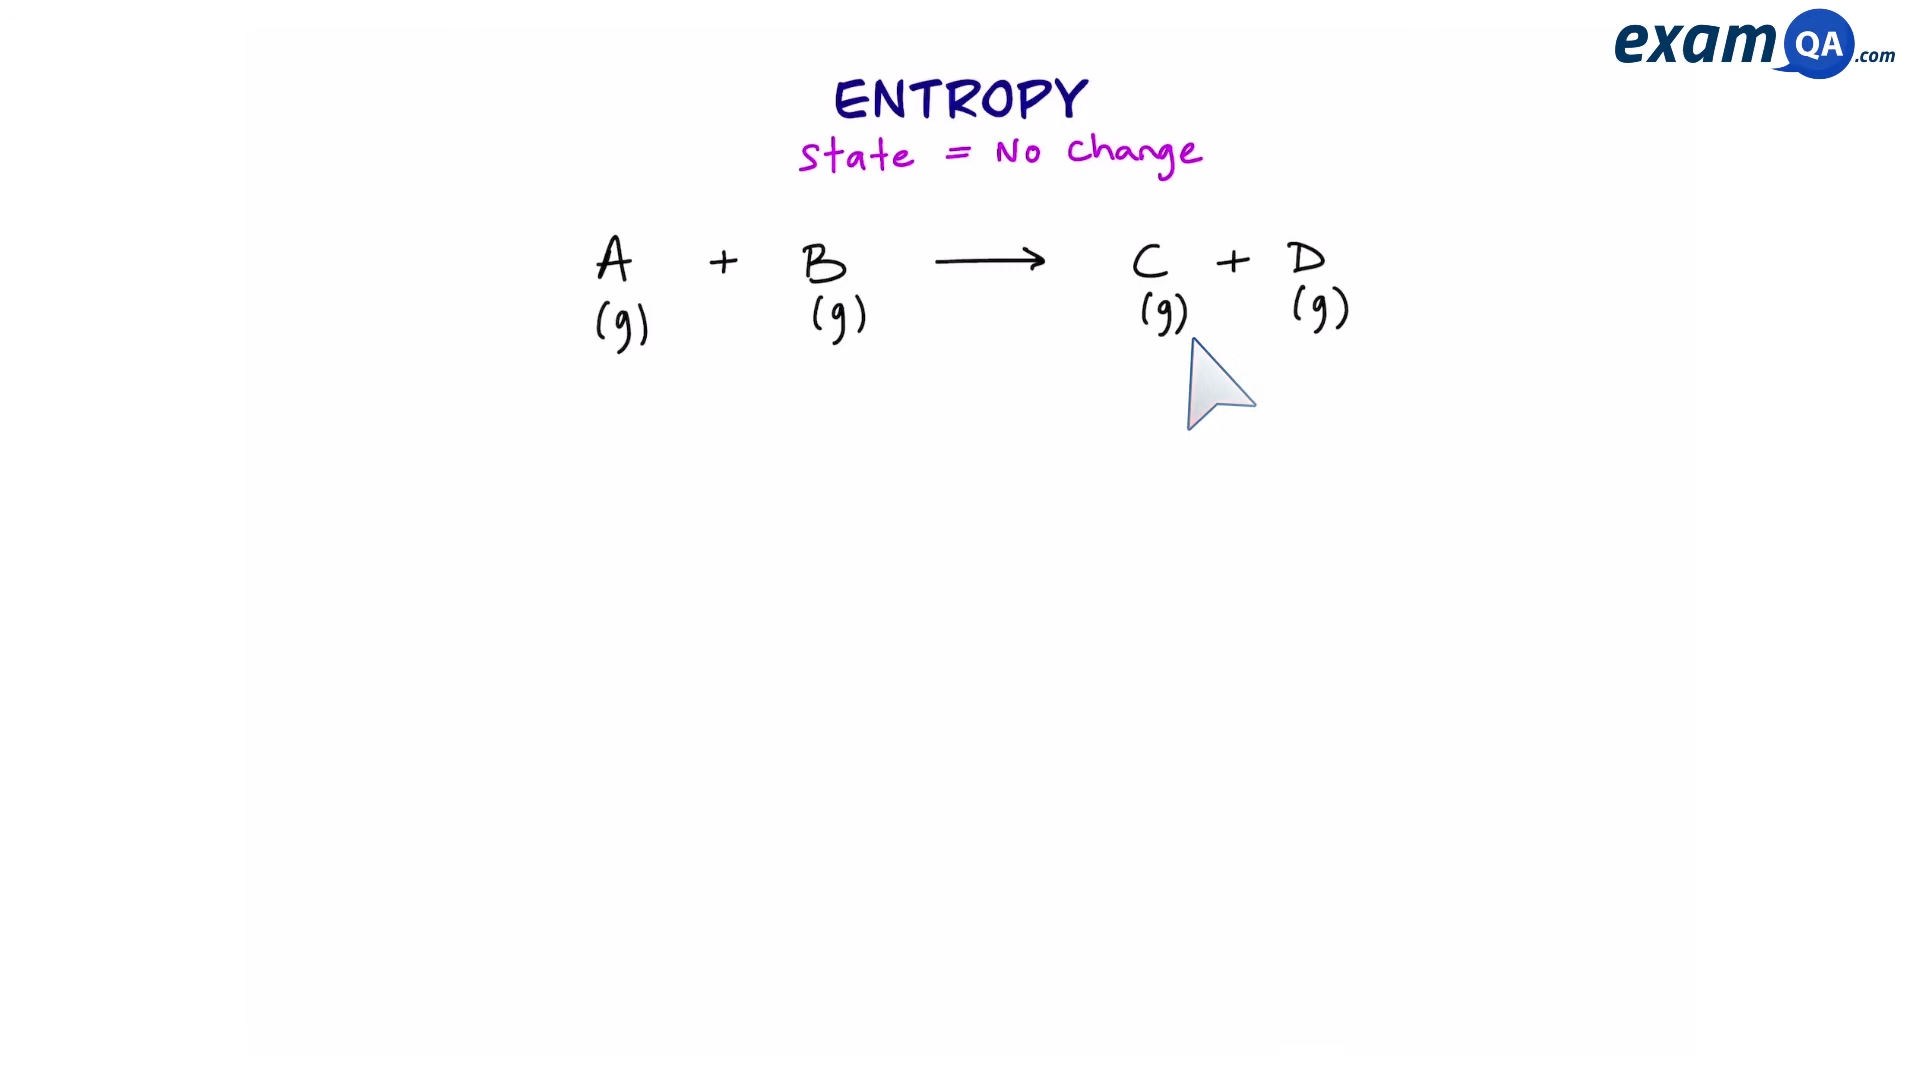 examQA.com
ENTROPY
State = No change
A + B ⟶ C + D
(g) (g) (g) (g)